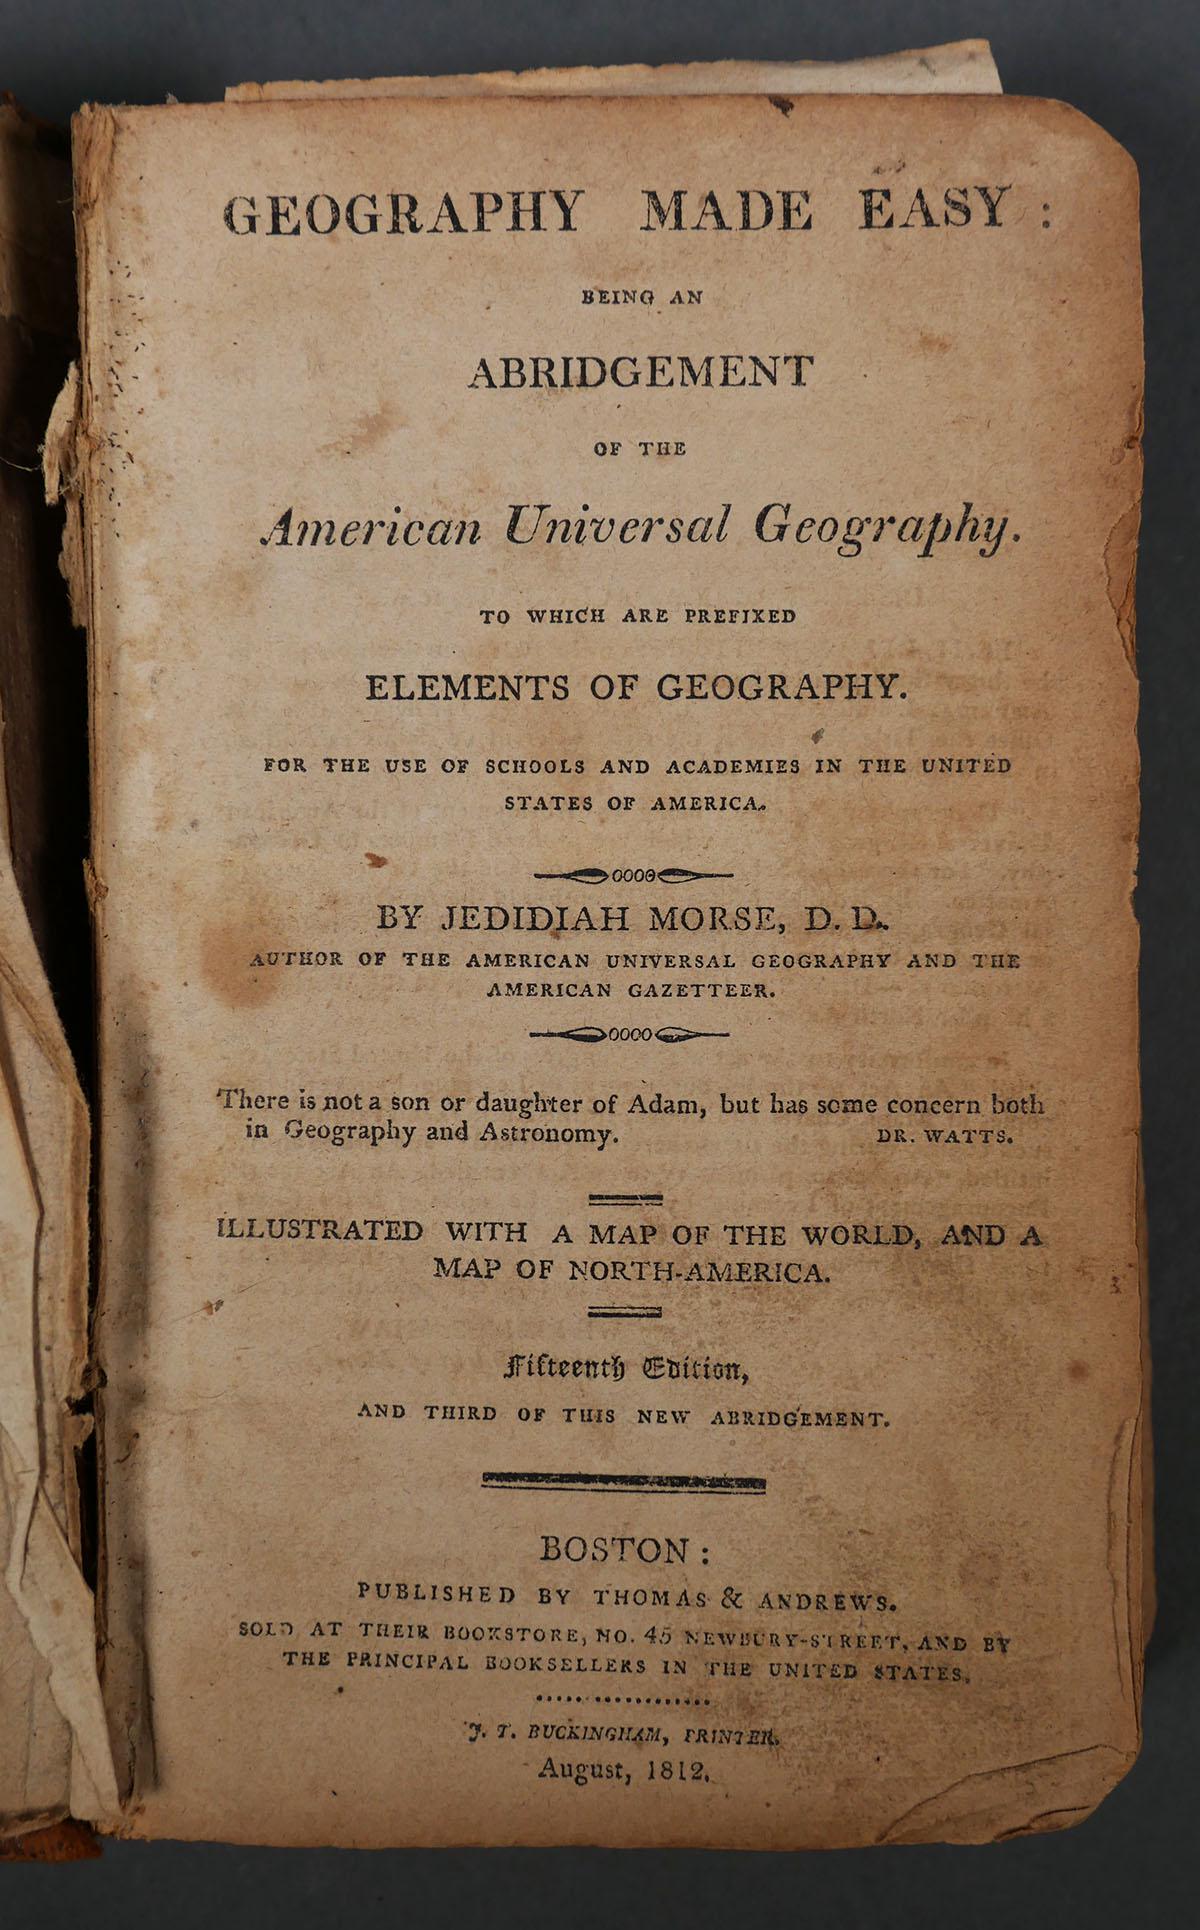 GEOGRAPHY MADE EASY:
BEING AN
ABRIDGEMENT
OF THE
American Universal Geography.
TO WHICH ARE PREFIXED
ELEMENTS OF GEOGRAPHY.
FOR THE USE OF SCHOOLS AND ACADEMIES IN THE UNITED
STATES OF AMERICA.
BY JEDIDIAH MORSE, D. D.
AUTHOR OF THE AMERICAN UNIVERSAL GEOGRAPHY AND THE
AMERICAN GAZETTEER.
There is not a son or daughter of Adam, but has some concern both
in Geography and Astronomy. DR. WATTS.
ILLUSTRATED WITH A MAP OF THE WORLD, AND A
MAP OF NORTH-AMERICA.
Fifteenth Edition,
AND THIRD OF THIS NEW ABRIDGEMENT.
BOSTON:
PUBLISHED BY THOMAS & ANDREWS.
SOLD AT THEIR BOOKSTORE, NO. 45 NEWBURY-STREET, AND BY
THE PRINCIPAL BOOKSELLERS IN THE UNITED STATES.
J. T. BUCKINGHAM, PRINTER.
August, 1812.